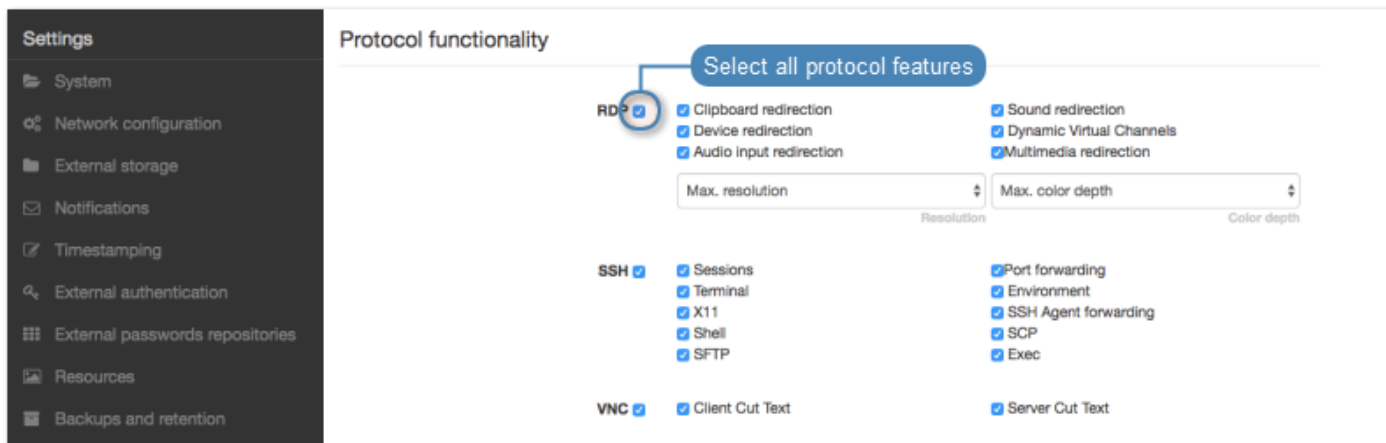 Settings
System
Network configuration
External storage
Notifications
Timestamping
External authentication
External passwords repositories
Resources
Backups and retention
Protocol functionality
Select all protocol features
RDP
Clipboard redirection
Sound redirection
Device redirection
Dynamic Virtual Channels
Audio input redirection
Multimedia redirection
Max. resolution
Max. color depth
Resolution
Color depth
SSH
Sessions
Port forwarding
Terminal
Environment
X11
SSH Agent forwarding
Shell
SCP
SFTP
Exec
VNC
Client Cut Text
Server Cut Text